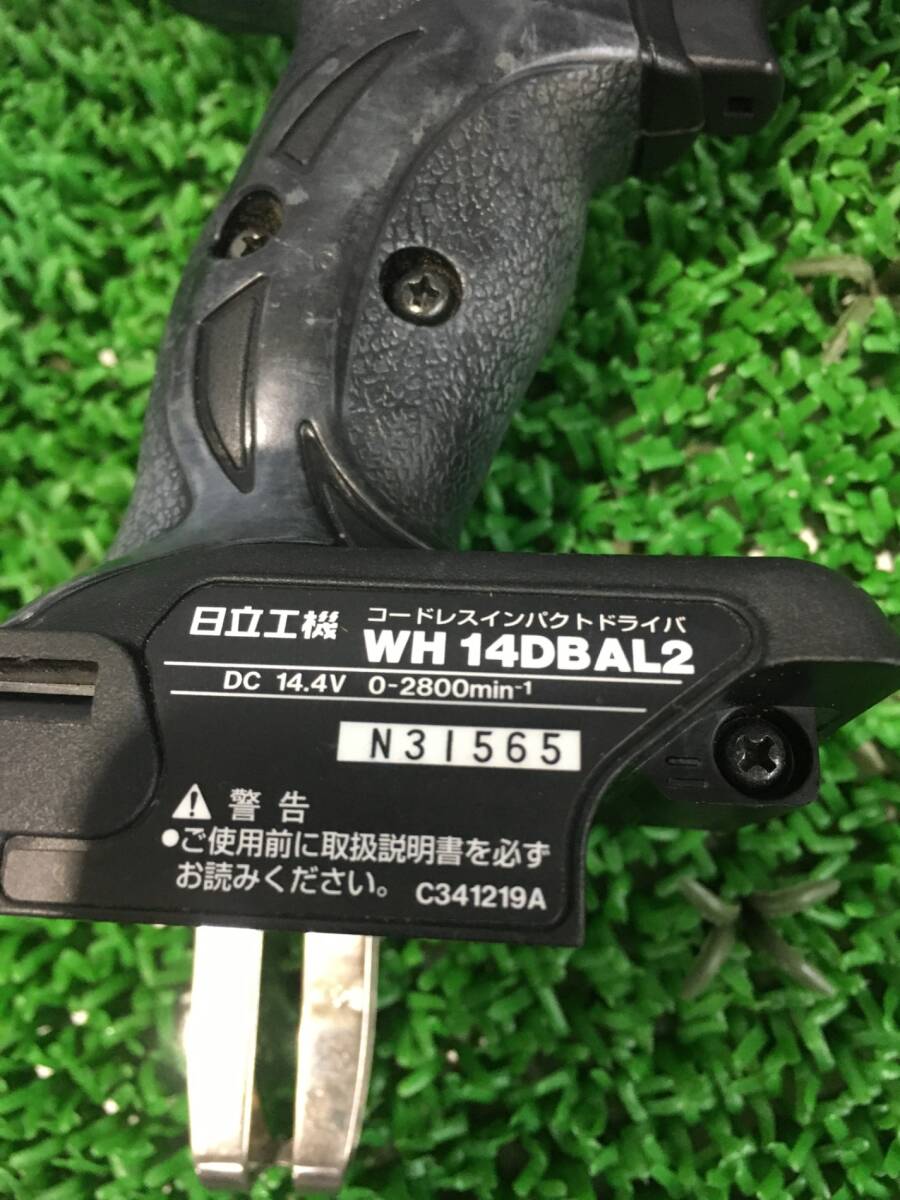 日立工機 コードレスインパクトドライバ
WH 14DBAL2
DC 14.4V 0-2800min⁻¹
N31565
⚠ 警告
●ご使用前に取扱説明書を必ず
お読みください。 C341219A